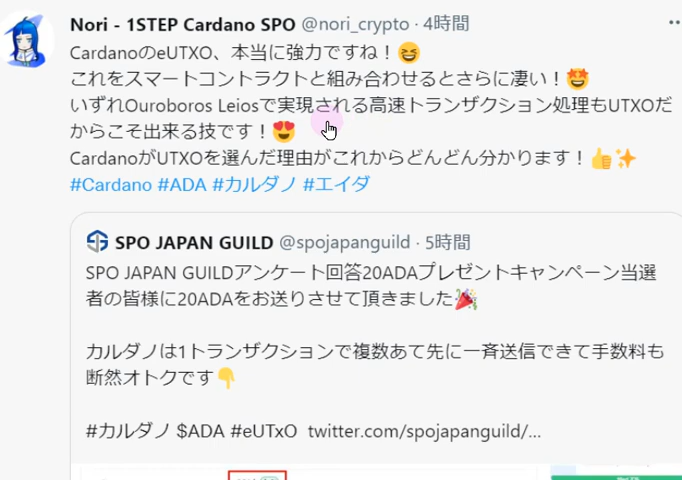 Nori - 1STEP Cardano SPO @nori_crypto · 4時間
CardanoのeUTXO、本当に強力ですね！😆
これをスマートコントラクトと組み合わせるとさらに凄い！🤩
いずれOuroboros Leiosで実現される高速トランザクション処理もUTXOだ
からこそ出来る技です！😍
CardanoがUTXOを選んだ理由がこれからどんどん分かります！👍✨
#Cardano #ADA #カルダノ #エイダ
SPO JAPAN GUILD @spojapanguild · 5時間
SPO JAPAN GUILDアンケート回答20ADAプレゼントキャンペーン当選
者の皆様に20ADAをお送りさせて頂きました🎉
カルダノは1トランザクションで複数あて先に一斉送信できて手数料も
断然オトクです👇
#カルダノ $ADA #eUTxO twitter.com/spojapanguild/...